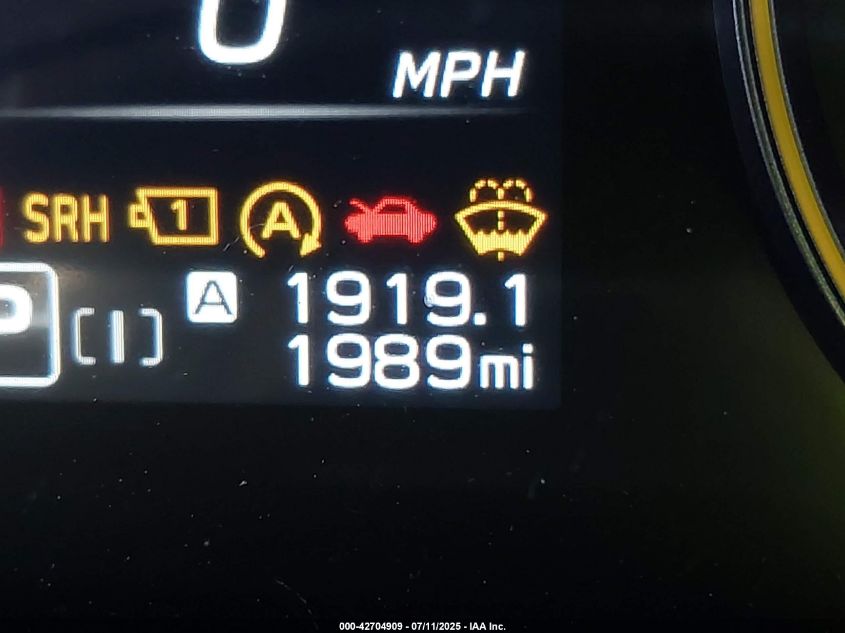 0
MPH
SRH 1 A
P A 1919.1
1989mi
000-42704909 - 07/11/2025 - IAA Inc.